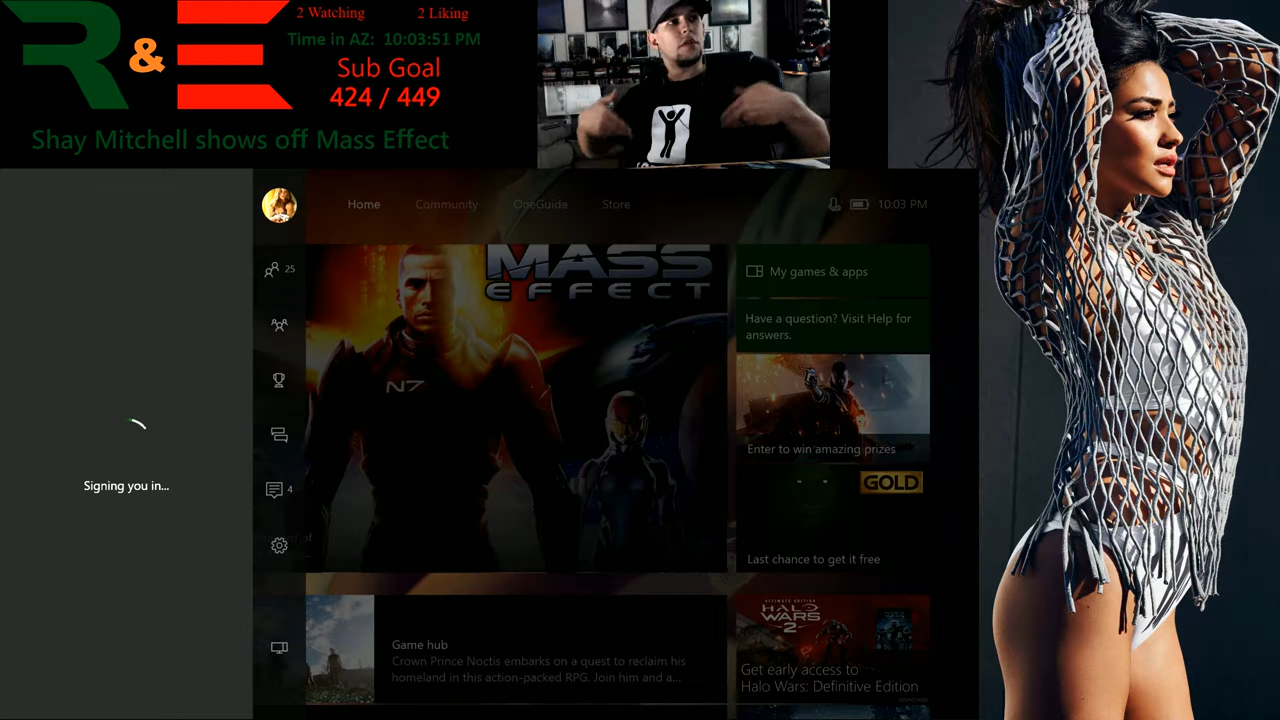 R & E
2 Watching 2 Liking
Time in AZ: 10:03:51 PM
Sub Goal
424 / 449
Shay Mitchell shows off Mass Effect
Home Community OneGuide Store 10:03 PM
25
4
Signing you in...
MASS
EFFECT
N7
My games & apps
Have a question? Visit Help for
answers.
Enter to win amazing prizes
GOLD
Last chance to get it free
Game hub
Crown Prince Noctis embarks on a quest to reclaim his
homeland in this action-packed RPG. Join him and a...
ULTIMATE EDITION
HALO
WARS
2
Get early access to
Halo Wars: Definitive Edition